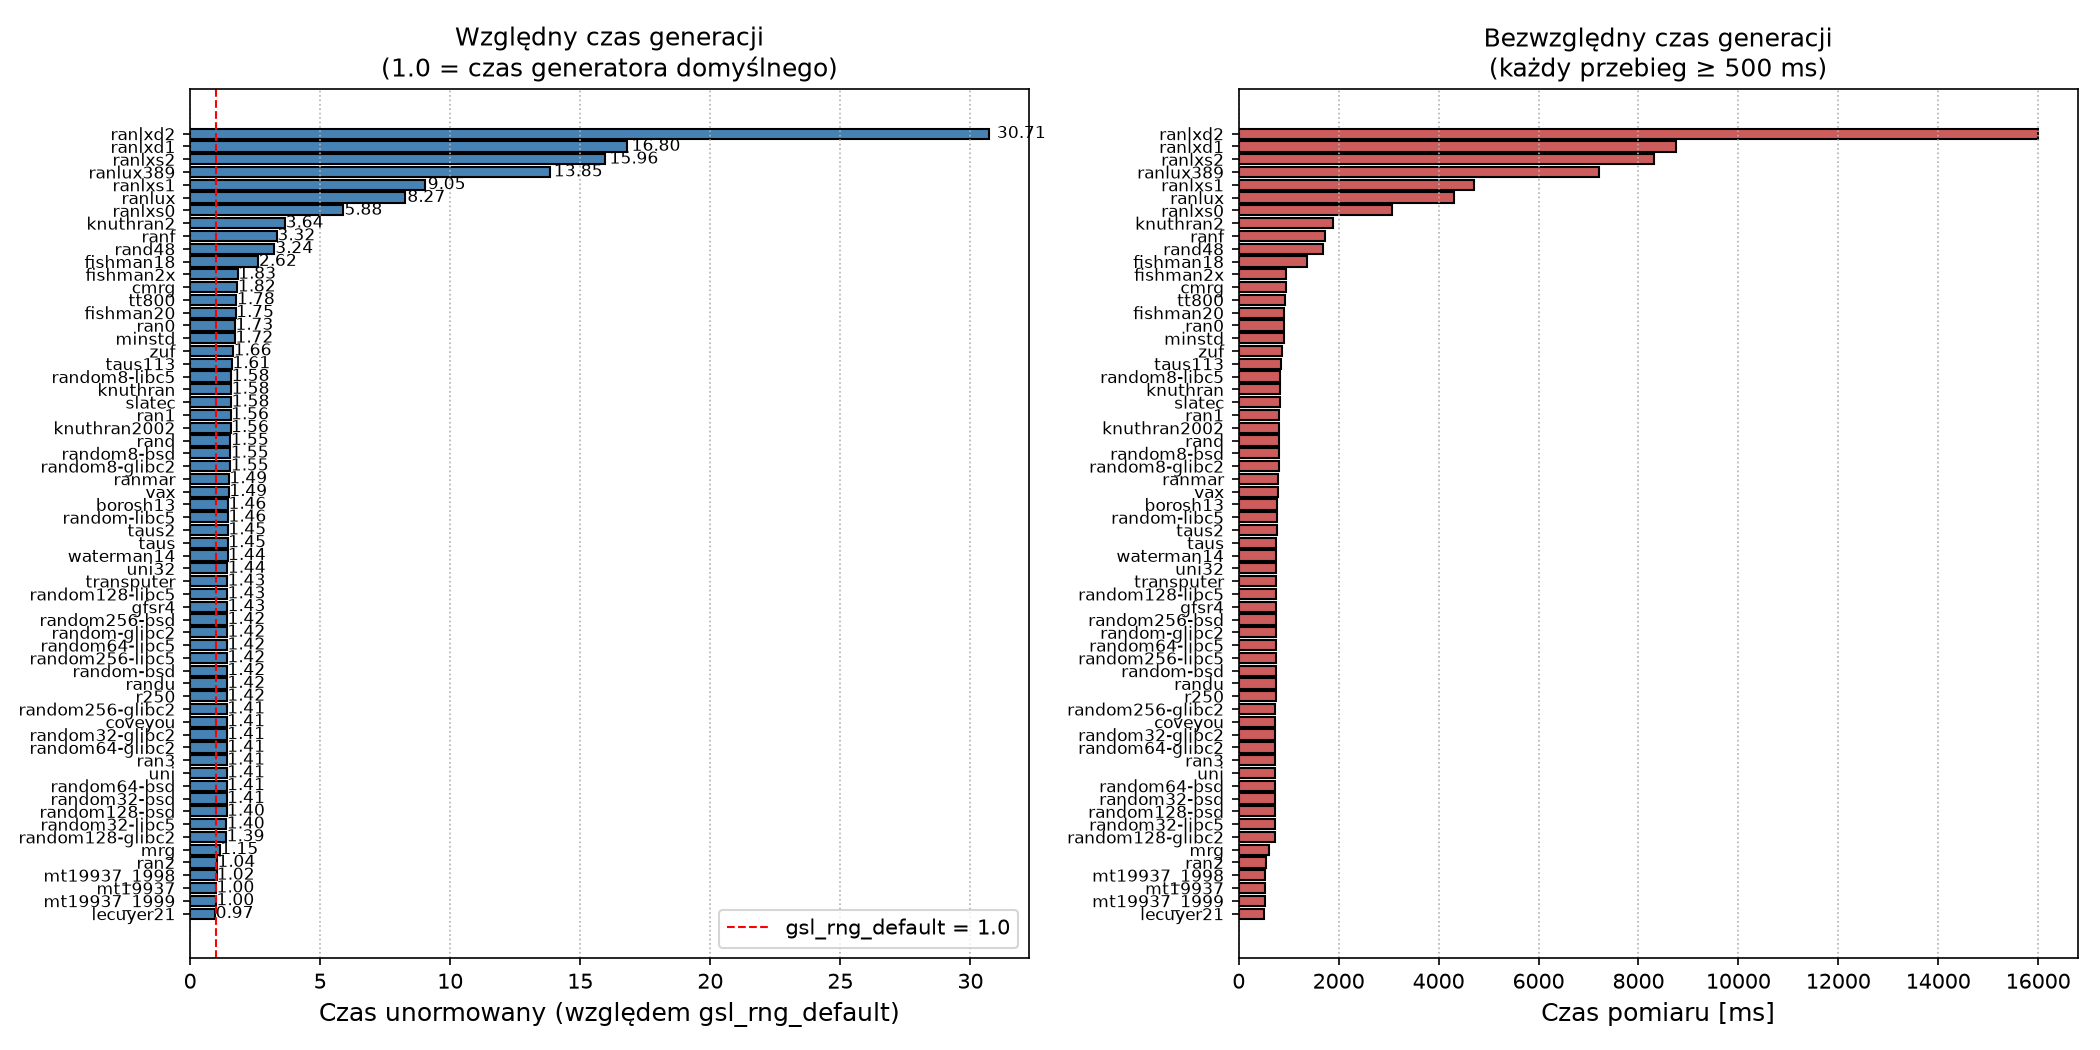 Względny czas generacji
(1.0 = czas generatora domyślnego)
ranlxd2 30.71
ranlxd1 16.80
ranlxs2 15.96
ranlux389 13.85
ranlxs1 9.05
ranlux 8.27
ranlxs0 5.88
knuthran2 3.64
ranf 3.32
rand48 3.24
fishman18 2.62
fishman2x 1.83
cmrg 1.82
tt800 1.78
fishman20 1.75
ran0 1.73
minstd 1.72
zuf 1.66
taus113 1.61
random8-libc5 1.58
knuthran 1.58
slatec 1.58
ran1 1.56
knuthran2002 1.56
rand 1.55
random8-bsd 1.55
random8-glibc2 1.55
ranmar 1.49
vax 1.49
borosh13 1.46
random-libc5 1.46
taus2 1.45
taus 1.45
waterman14 1.44
uni32 1.44
transputer 1.43
random128-libc5 1.43
gfsr4 1.43
random256-bsd 1.42
random-glibc2 1.42
random64-libc5 1.42
random256-libc5 1.42
random-bsd 1.42
randu 1.42
r250 1.42
random256-glibc2 1.41
coveyou 1.41
random32-glibc2 1.41
random64-glibc2 1.41
ran3 1.41
uni 1.41
random64-bsd 1.41
random32-bsd 1.41
random128-bsd 1.40
random32-libc5 1.40
random128-glibc2 1.39
mrg 1.15
ran2 1.04
mt19937_1998 1.02
mt19937 1.00
mt19937_1999 1.00
lecuyer21 0.97
gsl_rng_default = 1.0
0 5 10 15 20 25 30
Czas unormowany (względem gsl_rng_default)
Bezwzględny czas generacji
(każdy przebieg ≥ 500 ms)
ranlxd2
ranlxd1
ranlxs2
ranlux389
ranlxs1
ranlux
ranlxs0
knuthran2
ranf
rand48
fishman18
fishman2x
cmrg
tt800
fishman20
ran0
minstd
zuf
taus113
random8-libc5
knuthran
slatec
ran1
knuthran2002
rand
random8-bsd
random8-glibc2
ranmar
vax
borosh13
random-libc5
taus2
taus
waterman14
uni32
transputer
random128-libc5
gfsr4
random256-bsd
random-glibc2
random64-libc5
random256-libc5
random-bsd
randu
r250
random256-glibc2
coveyou
random32-glibc2
random64-glibc2
ran3
uni
random64-bsd
random32-bsd
random128-bsd
random32-libc5
random128-glibc2
mrg
ran2
mt19937_1998
mt19937
mt19937_1999
lecuyer21
0 2000 4000 6000 8000 10000 12000 14000 16000
Czas pomiaru [ms]